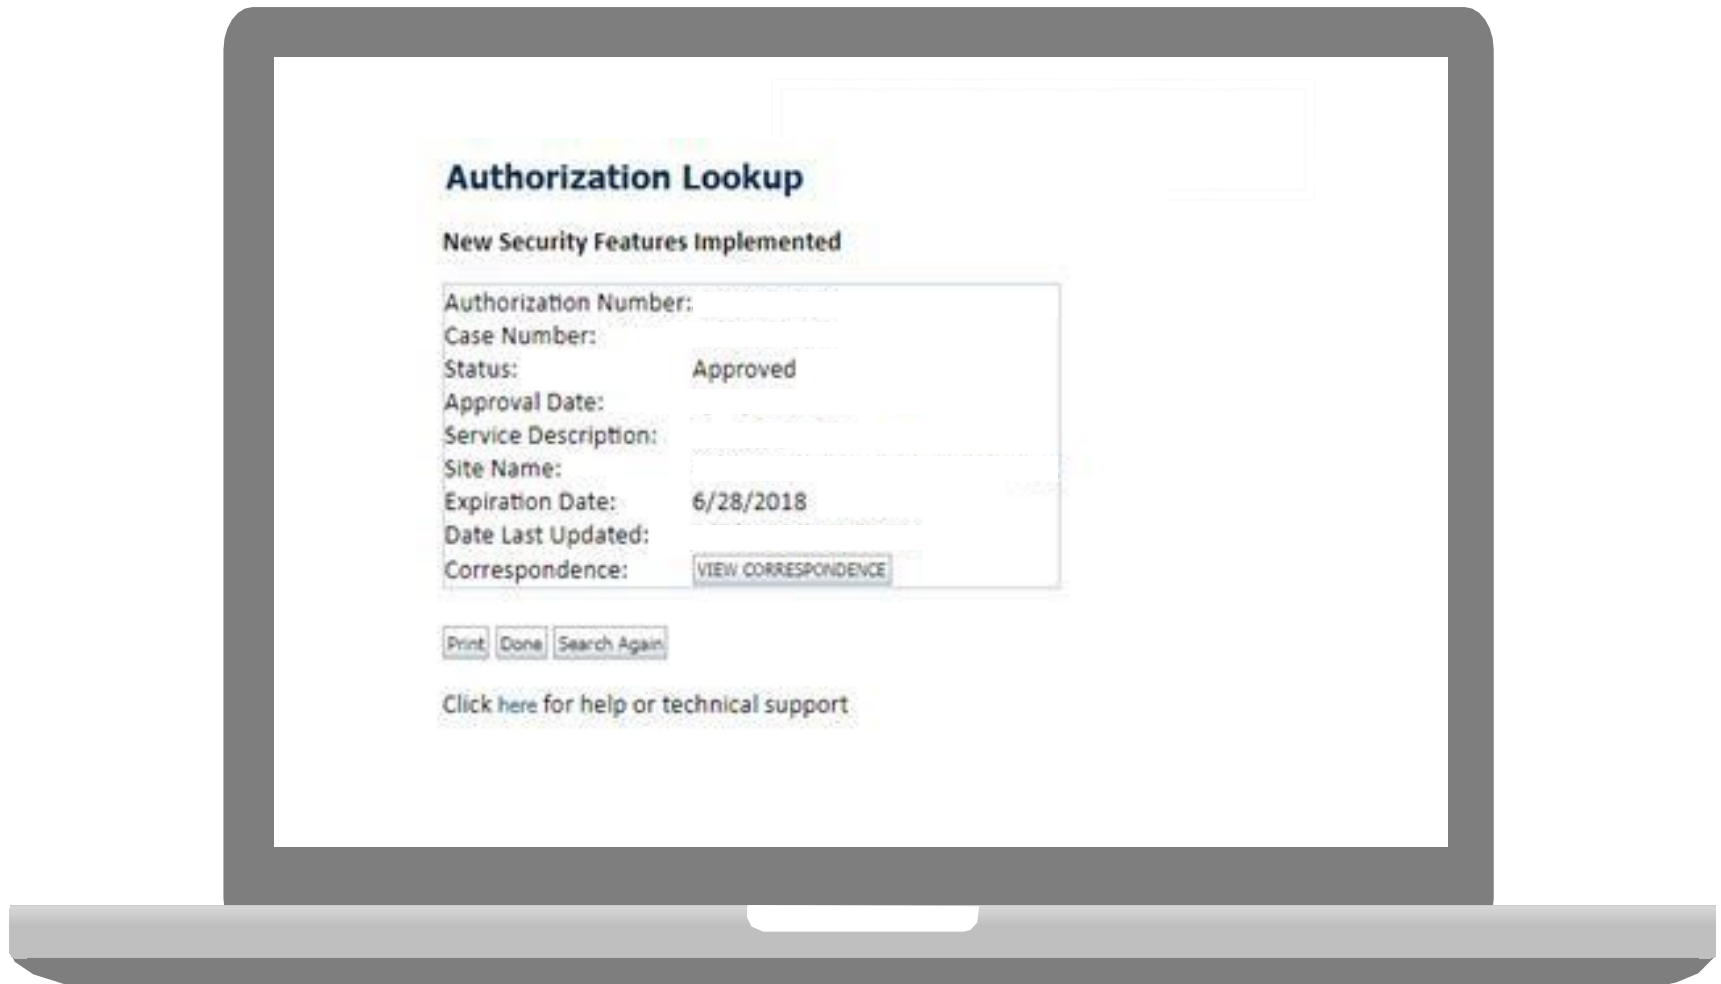 Authorization Lookup
New Security Features Implemented
Authorization Number:
Case Number:
Status: Approved
Approval Date:
Service Description:
Site Name:
Expiration Date: 6/28/2018
Date Last Updated:
Correspondence: VIEW CORRESPONDENCE
Print Done Search Again
Click here for help or technical support